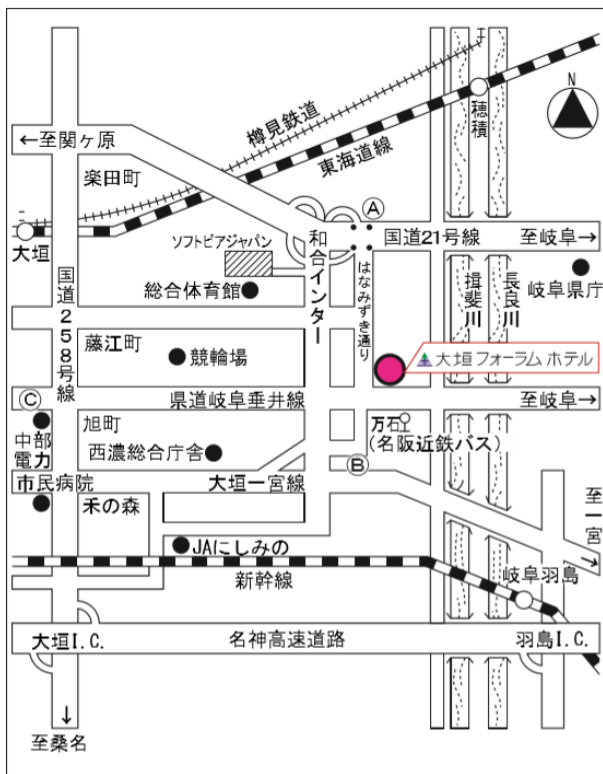 N
樽見鉄道
東海道線
穂積
←至関ヶ原
楽田町
Ⓐ
大垣
ソフトピアジャパン
和合インター
国道21号線
至岐阜→
はなみずき通り
総合体育館
国道258号線
揖斐川
長良川
岐阜県庁
藤江町
競輪場
大垣フォーラムホテル
Ⓒ
県道岐阜垂井線
至岐阜→
中部
電力
旭町
万石
(名阪近鉄バス)
西濃総合庁舎
Ⓑ
市民病院
大垣一宮線
至一宮→
禾の森
JAにしみの
新幹線
岐阜羽島
大垣I.C.
名神高速道路
羽島I.C.
↓
至桑名